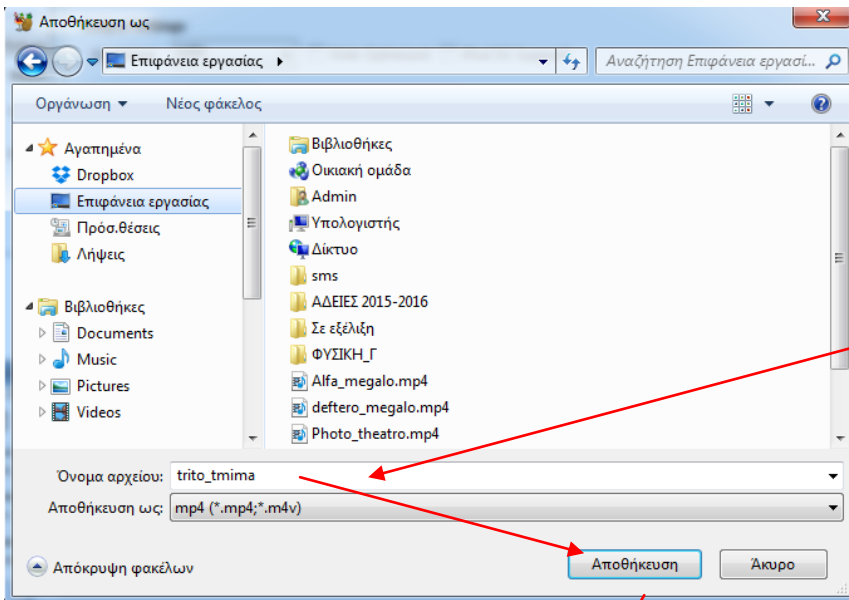 Αποθήκευση ως
Επιφάνεια εργασίας
Αναζήτηση Επιφάνεια εργασί...
Οργάνωση
Νέος φάκελος
Αγαπημένα
Dropbox
Επιφάνεια εργασίας
Πρόσ.θέσεις
Λήψεις
Βιβλιοθήκες
Documents
Music
Pictures
Videos
Βιβλιοθήκες
Οικιακή ομάδα
Admin
Υπολογιστής
Δίκτυο
sms
ΑΔΕΙΕΣ 2015-2016
Σε εξέλιξη
ΦΥΣΙΚΗ_Γ
Alfa_megalo.mp4
deftero_megalo.mp4
Photo_theatro.mp4
Όνομα αρχείου: trito_tmima
Αποθήκευση ως: mp4 (*.mp4;*.m4v)
Απόκρυψη φακέλων
Αποθήκευση
Άκυρο